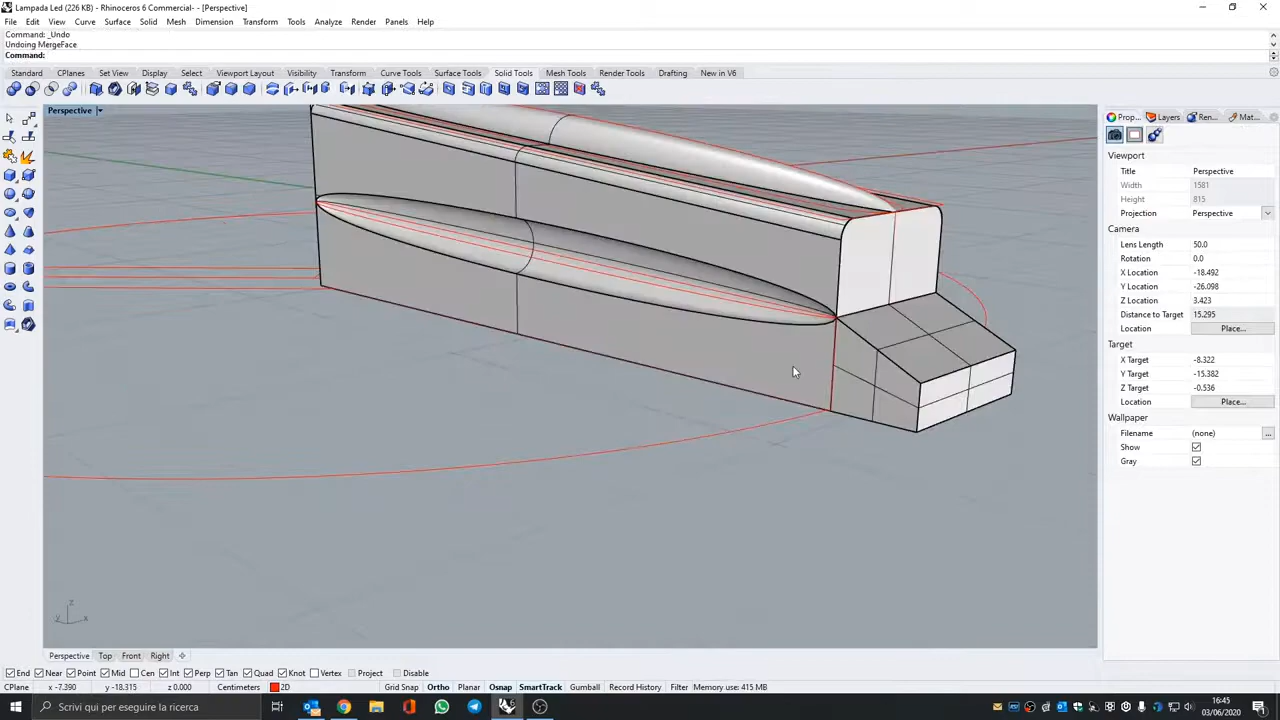 Lampada Led (226 KB) - Rhinoceros 6 Commercial- - [Perspective]
File Edit View Curve Surface Solid Mesh Dimension Transform Tools Analyze Render Panels Help
Command: _Undo
Undoing MergeFace
Command:
Standard CPlanes Set View Display Select Viewport Layout Visibility Transform Curve Tools Surface Tools Solid Tools Mesh Tools Render Tools Drafting New in V6
Perspective
Prop... Layers Ren... Mat...
Viewport
Title Perspective
Width 1581
Height 815
Projection Perspective
Camera
Lens Length 50.0
Rotation 0.0
X Location -18.492
Y Location -26.098
Z Location 3.423
Distance to Target 15.295
Location Place...
Target
X Target -8.322
Y Target -15.382
Z Target -0.536
Location Place...
Wallpaper
Filename (none) ...
Show
Gray
z
y x
Perspective Top Front Right
End Near Point Mid Cen Int Perp Tan Quad Knot Vertex Project Disable
CPlane x -7.390 y -18.315 z 0.000 Centimeters 2D Grid Snap Ortho Planar Osnap SmartTrack Gumball Record History Filter Memory use: 415 MB
Scrivi qui per eseguire la ricerca
16:45
03/06/2020